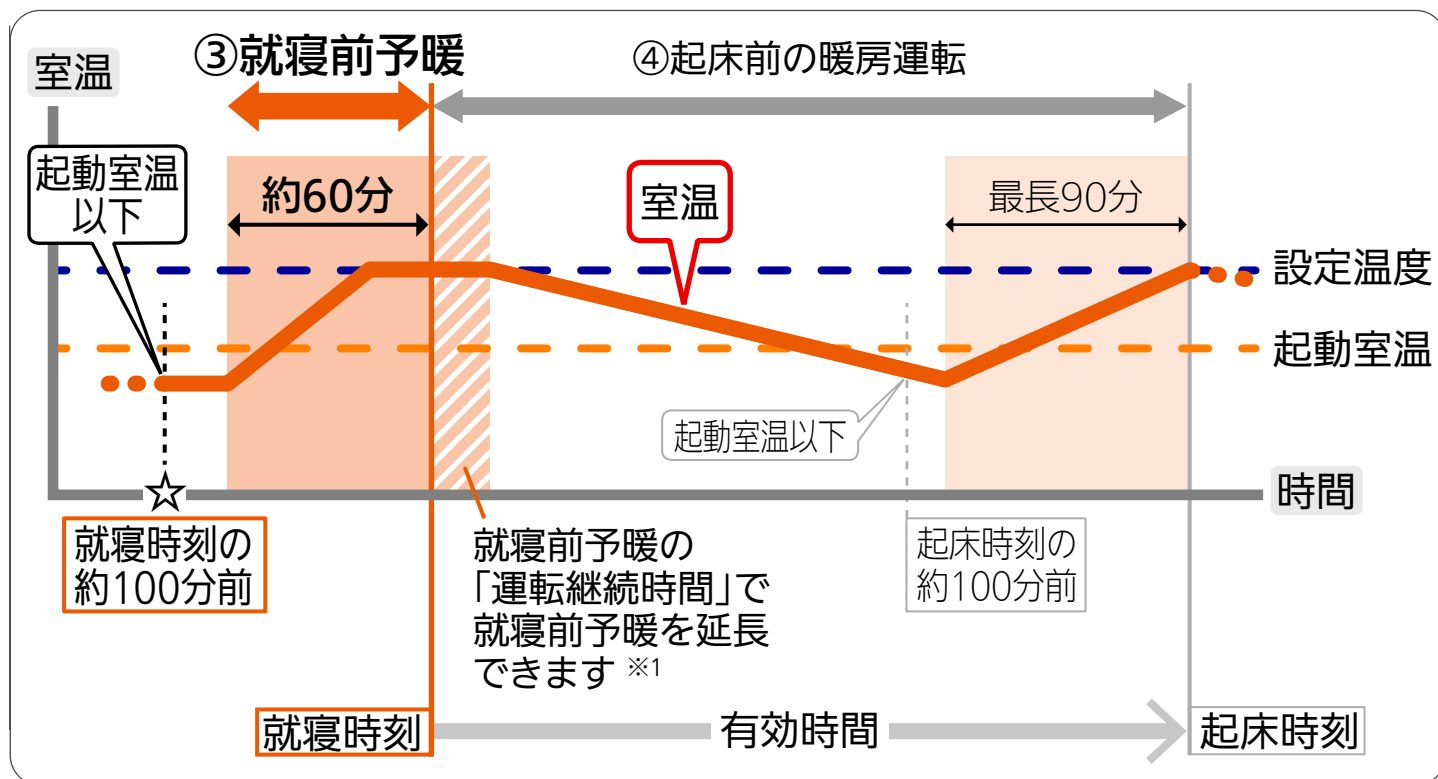 ③就寝前予暖
④起床前の暖房運転
室温
起動室温
以下
約60分
室温
最長90分
設定温度
起動室温
起動室温以下
時間
☆
就寝時刻の
約100分前
就寝前予暖の
「運転継続時間」で
就寝前予暖を延長
できます ※1
起床時刻の
約100分前
就寝時刻
有効時間
起床時刻